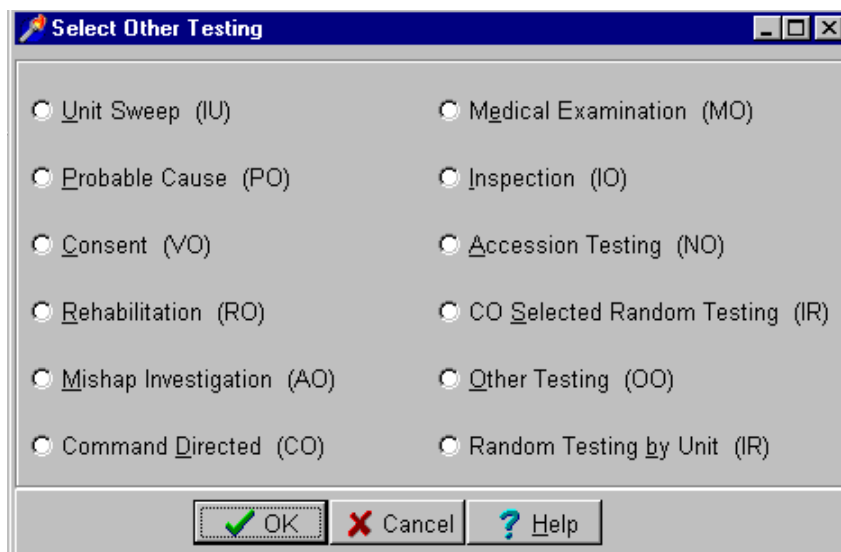 Select Other Testing
Unit Sweep (IU)
Medical Examination (MO)
Probable Cause (PO)
Inspection (IO)
Consent (VO)
Accession Testing (NO)
Rehabilitation (RO)
CO Selected Random Testing (IR)
Mishap Investigation (AO)
Other Testing (OO)
Command Directed (CO)
Random Testing by Unit (IR)
OK
Cancel
? Help